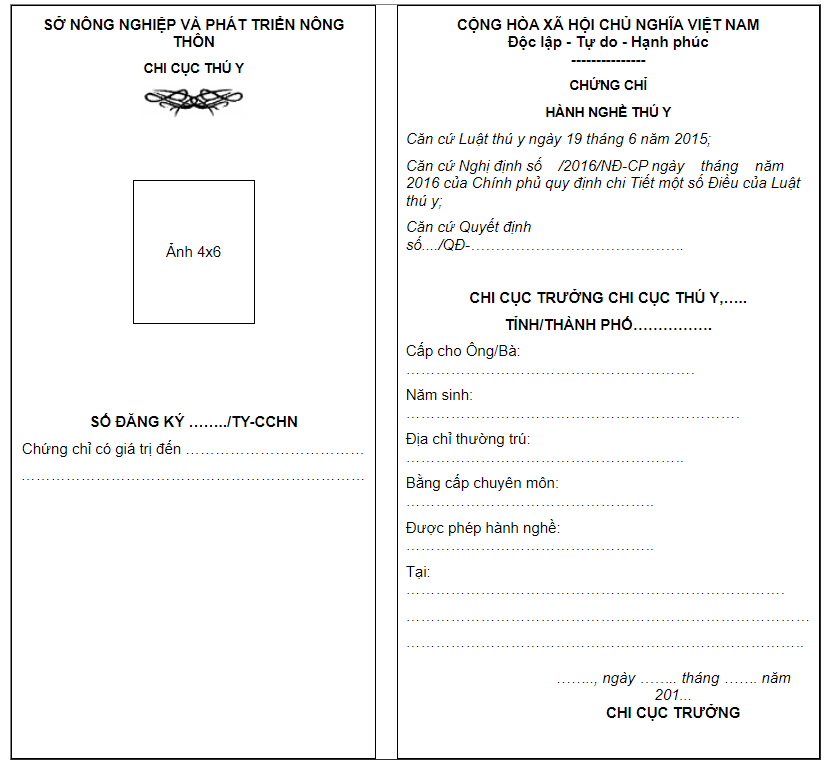 SỞ NÔNG NGHIỆP VÀ PHÁT TRIỂN NÔNG
THÔN
CHI CỤC THÚ Y
Ảnh 4x6
SỐ ĐĂNG KÝ ……../TY-CCHN
Chứng chỉ có giá trị đến ………………………………
……………………………………………………………
CỘNG HÒA XÃ HỘI CHỦ NGHĨA VIỆT NAM
Độc lập - Tự do - Hạnh phúc
---------------
CHỨNG CHỈ
HÀNH NGHỀ THÚ Y
Căn cứ Luật thú y ngày 19 tháng 6 năm 2015;
Căn cứ Nghị định số    /2016/NĐ-CP ngày    tháng    năm
2016 của Chính phủ quy định chi Tiết một số Điều của Luật
thú y;
Căn cứ Quyết định
số..../QĐ-…………………………………….
CHI CỤC TRƯỞNG CHI CỤC THÚ Y,…..
TỈNH/THÀNH PHỐ…………….
Cấp cho Ông/Bà:
………………………………………………….
Năm sinh:
………………………………………………………….
Địa chỉ thường trú:
………………………………………………..
Bằng cấp chuyên môn:
…………………………………………..
Được phép hành nghề:
…………………………………………..
Tại:
………………………………………………………………….
………………………………………………………………………
……………………………………………………………………..
…….., ngày …….. tháng ……. năm
201...
CHI CỤC TRƯỞNG